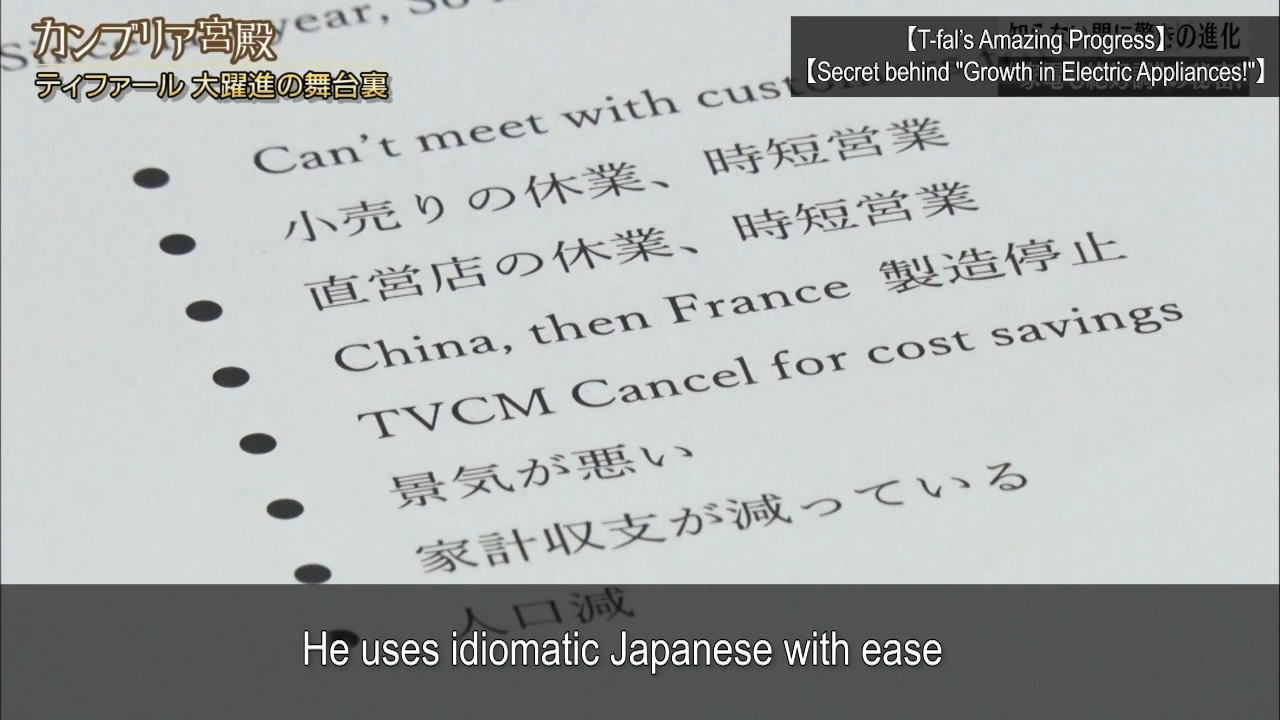 カンブリア宮殿
ティファール 大躍進の舞台裏
【T-fal's Amazing Progress】
【Secret behind "Growth in Electric Appliances!"】
year, So
Can't meet with
小売りの休業、時短営業
直営店の休業、時短営業
China, then France 製造停止
TVCM Cancel for cost savings
景気が悪い
家計収支が減っている
人口減
He uses idiomatic Japanese with ease